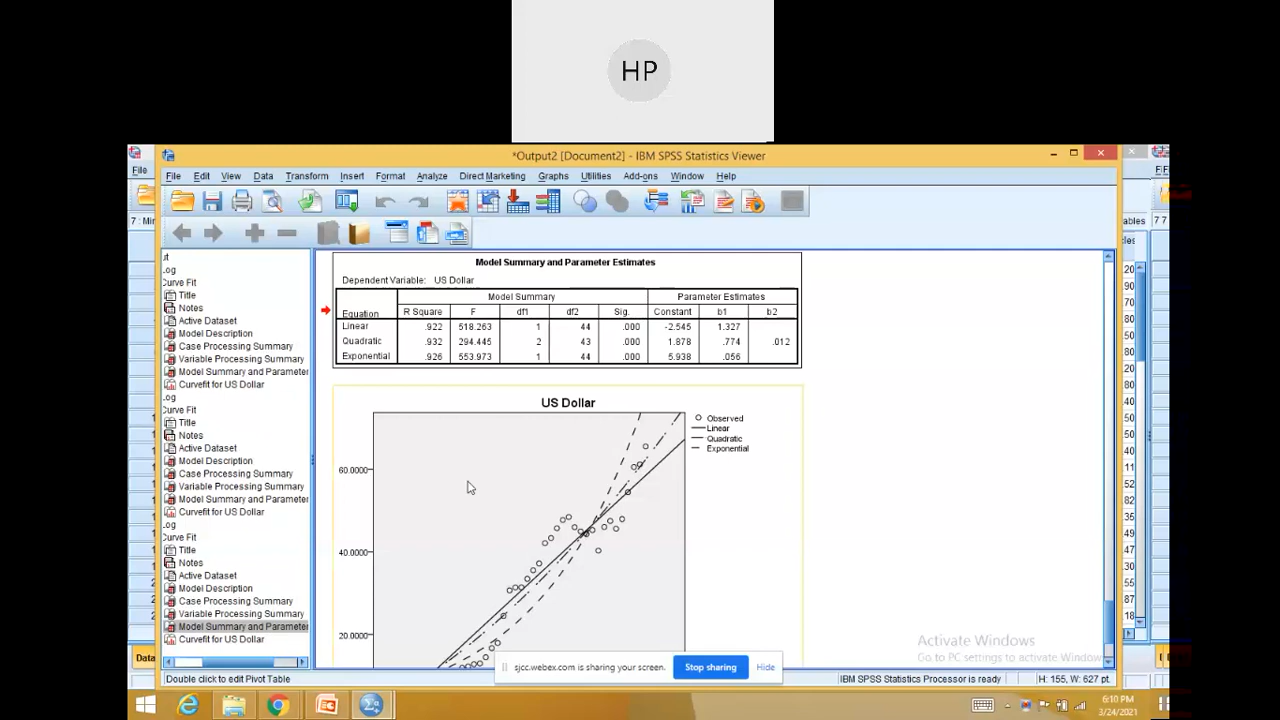 HP
*Output2 [Document2] - IBM SPSS Statistics Viewer
File Edit View Data Transform Insert Format Analyze Direct Marketing Graphs Utilities Add-ons Window Help
File
7 : Mi
Log
Curve Fit
Title
Notes
Active Dataset
Model Description
Case Processing Summary
Variable Processing Summary
Model Summary and Parameter
Curvefit for US Dollar
Log
Curve Fit
Title
Notes
Active Dataset
Model Description
Case Processing Summary
Variable Processing Summary
Model Summary and Parameter
Curvefit for US Dollar
Log
Curve Fit
Title
Notes
Active Dataset
Model Description
Case Processing Summary
Variable Processing Summary
Model Summary and Parameter
Curvefit for US Dollar
Data
Model Summary and Parameter Estimates
Dependent Variable: US Dollar
Equation Model Summary Parameter Estimates
R Square F df1 df2 Sig. Constant b1 b2
Linear .922 518.263 1 44 .000 -2.545 1.327
Quadratic .932 294.445 2 43 .000 1.878 .774 .012
Exponential .926 553.973 1 44 .000 5.938 .056
US Dollar
60.0000
40.0000
20.0000
Observed
Linear
Quadratic
Exponential
Activate Windows
Go to PC settings to activate Windows
sjcc.webex.com is sharing your screen. Stop sharing Hide
Double click to edit Pivot Table
IBM SPSS Statistics Processor is ready
H: 155, W: 627 pt.
6:10 PM
3/24/2021